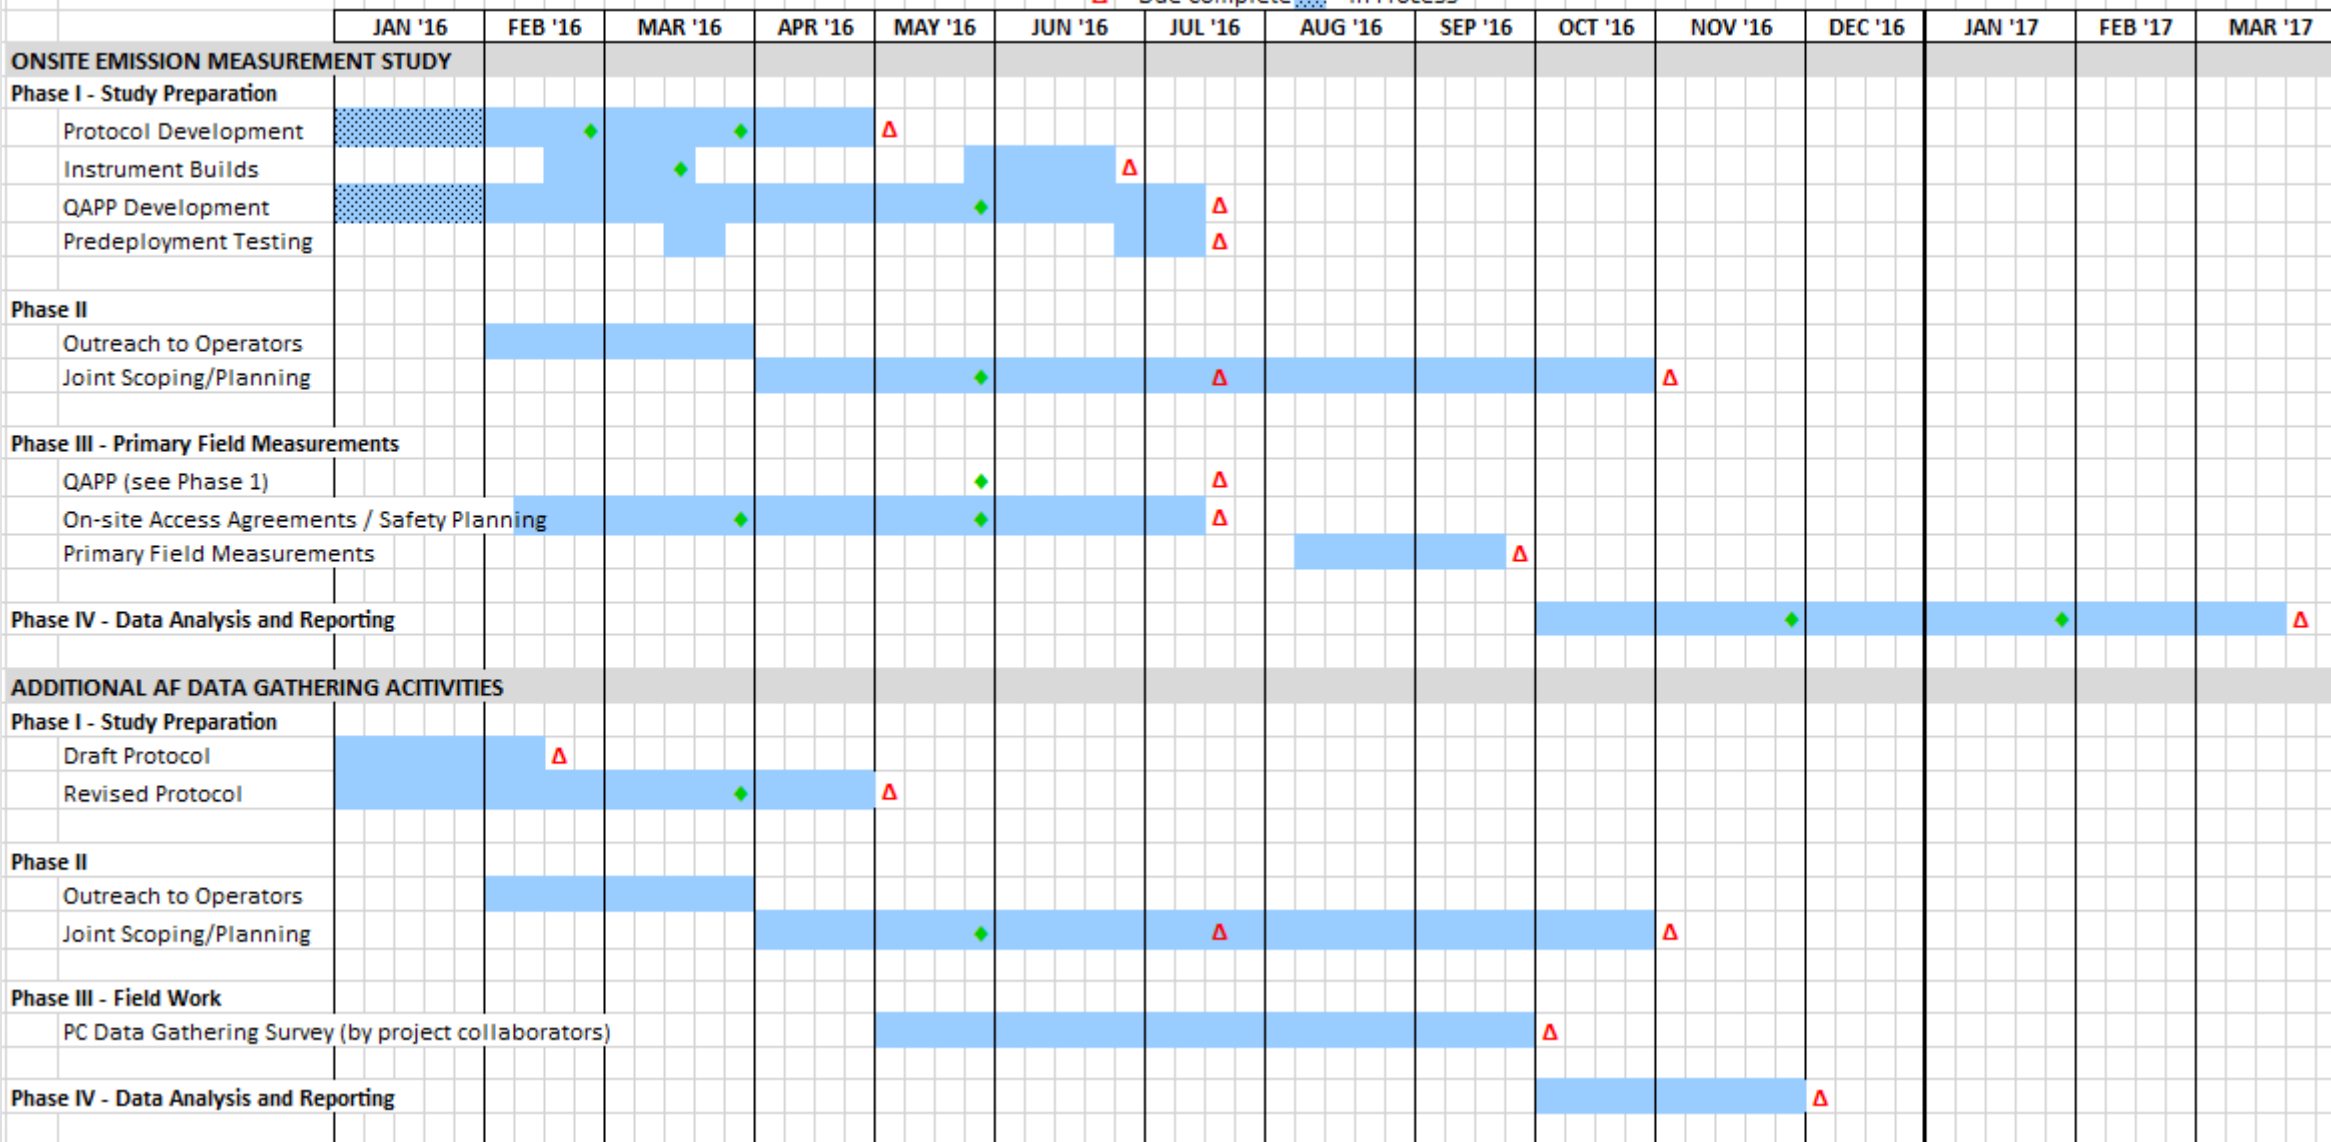 Δ Due complete In Process
JAN '16 FEB '16 MAR '16 APR '16 MAY '16 JUN '16 JUL '16 AUG '16 SEP '16 OCT '16 NOV '16 DEC '16 JAN '17 FEB '17 MAR '17
ONSITE EMISSION MEASUREMENT STUDY
Phase I - Study Preparation
Protocol Development Δ
Instrument Builds Δ
QAPP Development Δ
Predeployment Testing Δ
Phase II
Outreach to Operators
Joint Scoping/Planning Δ Δ
Phase III - Primary Field Measurements
QAPP (see Phase 1) Δ
On-site Access Agreements / Safety Planning Δ
Primary Field Measurements Δ
Phase IV - Data Analysis and Reporting Δ
ADDITIONAL AF DATA GATHERING ACITIVITIES
Phase I - Study Preparation
Draft Protocol Δ
Revised Protocol Δ
Phase II
Outreach to Operators
Joint Scoping/Planning Δ Δ
Phase III - Field Work
PC Data Gathering Survey (by project collaborators) Δ
Phase IV - Data Analysis and Reporting Δ